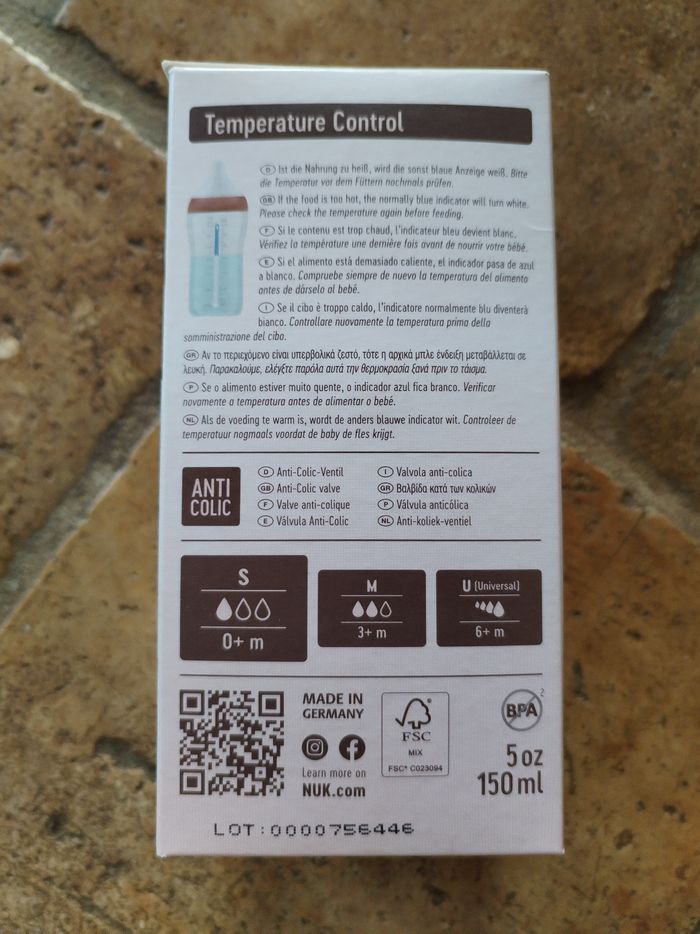 Temperature Control
D Ist die Nahrung zu heiß, wird die sonst blaue Anzeige weiß. Bitte
die Temperatur vor dem Füttern nochmals prüfen.
GB If the food is too hot, the normally blue indicator will turn white.
Please check the temperature again before feeding.
F Si le contenu est trop chaud, l'indicateur bleu devient blanc.
Vérifiez la température une dernière fois avant de nourrir votre bébé.
E Si el alimento está demasiado caliente, el indicador pasa de azul
a blanco. Compruebe siempre de nuevo la temperatura del alimento
antes de dárselo al bebé.
I Se il cibo è troppo caldo, l'indicatore normalmente blu diventerà
bianco. Controllare nuovamente la temperatura prima della
somministrazione del cibo.
GR Αν το περιεχόμενο είναι υπερβολικά ζεστό, τότε η αρχικά μπλε ένδειξη μεταβάλλεται σε
λευκή. Παρακαλούμε, ελέγξτε παρόλα αυτά την θερμοκρασία ξανά πριν το τάισμα.
P Se o alimento estiver muito quente, o indicador azul fica branco. Verificar
novamente a temperatura antes de alimentar o bebé.
NL Als de voeding te warm is, wordt de anders blauwe indicator wit. Controleer de
temperatuur nogmaals voordat de baby de fles krijgt.
ANTI
COLIC
D Anti-Colic-Ventil
GB Anti-Colic valve
F Valve anti-colique
E Válvula Anti-Colic
I Valvola anti-colica
GR Βαλβίδα κατά των κολικών
P Válvula anticólica
NL Anti-koliek-ventiel
S
0+ m
M
3+ m
U (Universal)
6+ m
MADE IN
GERMANY
Learn more on
NUK.com
FSC
MIX
FSC® C023094
BPA 2
5 oz
150 ml
LOT:0000756446